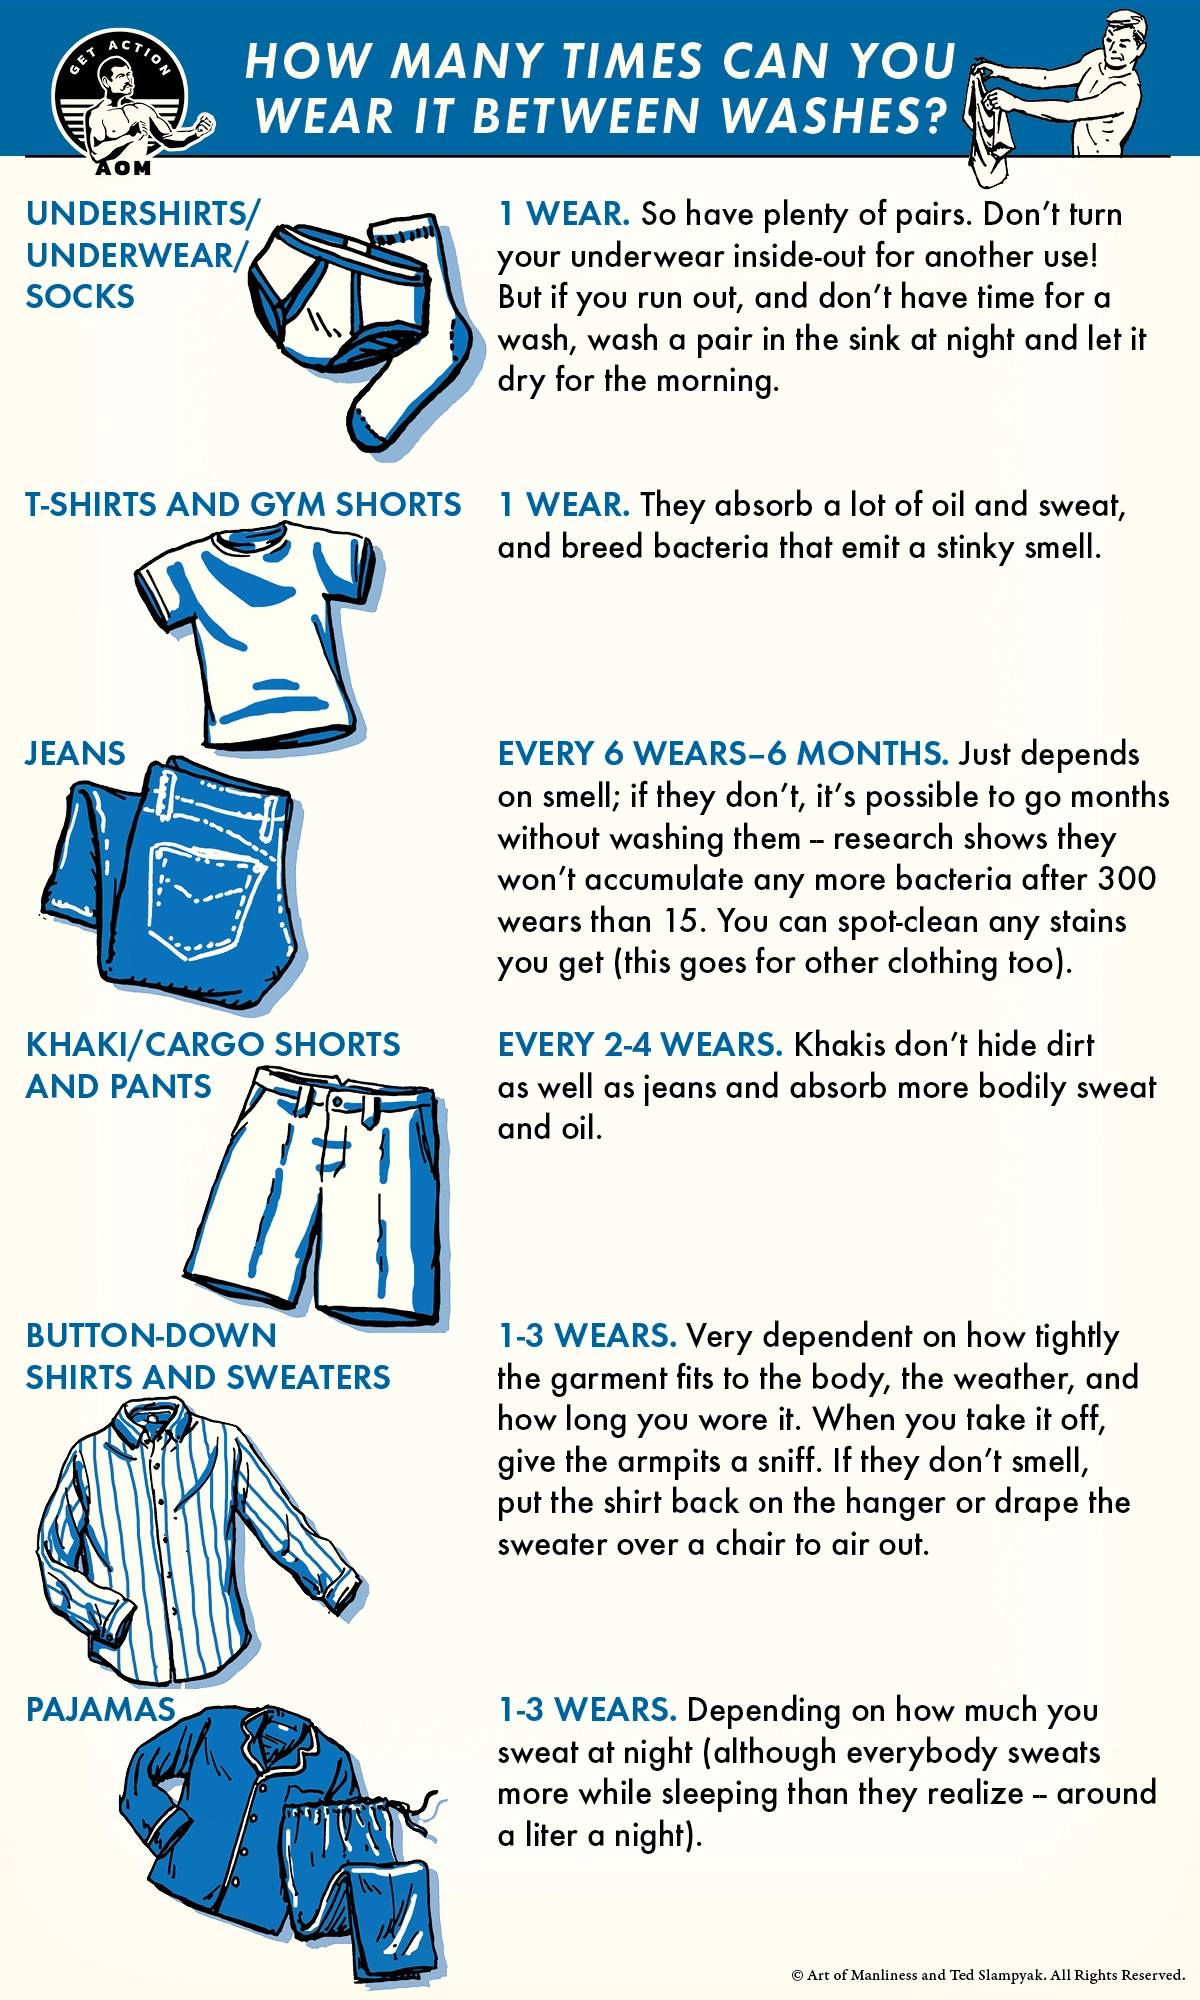 GET ACTION
AOM
HOW MANY TIMES CAN YOU
WEAR IT BETWEEN WASHES?
UNDERSHIRTS/
UNDERWEAR/
SOCKS
1 WEAR. So have plenty of pairs. Don’t turn
your underwear inside-out for another use!
But if you run out, and don’t have time for a
wash, wash a pair in the sink at night and let it
dry for the morning.
T-SHIRTS AND GYM SHORTS
1 WEAR. They absorb a lot of oil and sweat,
and breed bacteria that emit a stinky smell.
JEANS
EVERY 6 WEARS–6 MONTHS. Just depends
on smell; if they don’t, it’s possible to go months
without washing them – research shows they
won’t accumulate any more bacteria after 300
wears than 15. You can spot-clean any stains
you get (this goes for other clothing too).
KHAKI/CARGO SHORTS
AND PANTS
EVERY 2-4 WEARS. Khakis don’t hide dirt
as well as jeans and absorb more bodily sweat
and oil.
BUTTON-DOWN
SHIRTS AND SWEATERS
1-3 WEARS. Very dependent on how tightly
the garment fits to the body, the weather, and
how long you wore it. When you take it off,
give the armpits a sniff. If they don’t smell,
put the shirt back on the hanger or drape the
sweater over a chair to air out.
PAJAMAS
1-3 WEARS. Depending on how much you
sweat at night (although everybody sweats
more while sleeping than they realize – around
a liter a night).
© Art of Manliness and Ted Slampyak. All Rights Reserved.